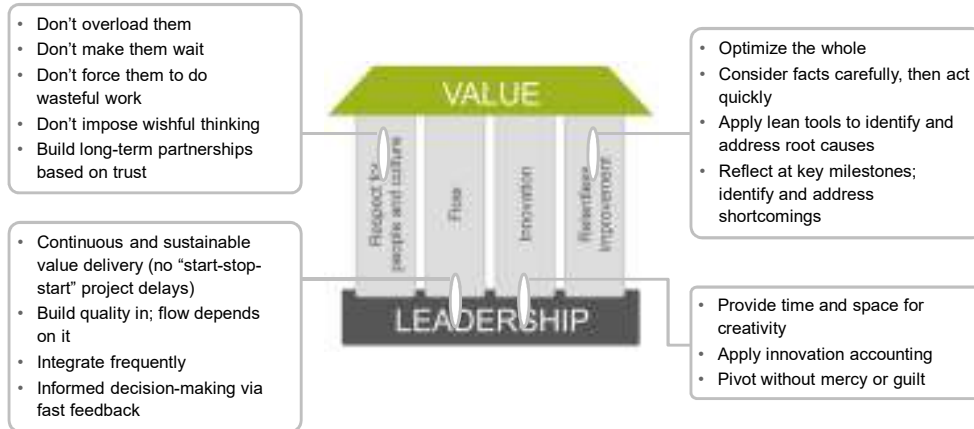 • Don’t overload them
• Don’t make them wait
• Don’t force them to do
wasteful work
• Don’t impose wishful thinking
• Build long-term partnerships
based on trust
• Continuous and sustainable
value delivery (no “start-stop-
start” project delays)
• Build quality in; flow depends
on it
• Integrate frequently
• Informed decision-making via
fast feedback
VALUE
Respect for
people and culture
Flow
Innovation
Relentless
improvement
LEADERSHIP
• Optimize the whole
• Consider facts carefully, then act
quickly
• Apply lean tools to identify and
address root causes
• Reflect at key milestones;
identify and address
shortcomings
• Provide time and space for
creativity
• Apply innovation accounting
• Pivot without mercy or guilt